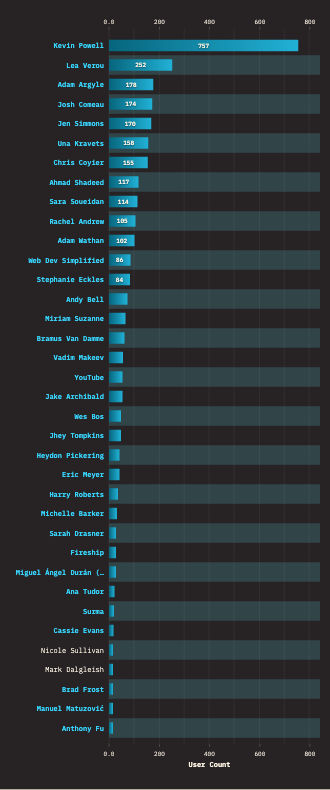 0.0 200 400 600 800
Kevin Powell 757
Lea Verou 252
Adam Argyle 178
Josh Comeau 174
Jen Simmons 170
Una Kravets 158
Chris Coyier 155
Ahmad Shadeed 117
Sara Soueidan 114
Rachel Andrew 105
Adam Wathan 102
Web Dev Simplified 86
Stephanie Eckles 84
Andy Bell
Miriam Suzanne
Bramus Van Damme
Vadim Makeev
YouTube
Jake Archibald
Wes Bos
Jhey Tompkins
Heydon Pickering
Eric Meyer
Harry Roberts
Michelle Barker
Sarah Drasner
Fireship
Miguel Ángel Durán (…
Ana Tudor
Surma
Cassie Evans
Nicole Sullivan
Mark Dalgleish
Brad Frost
Manuel Matuzović
Anthony Fu
0.0 200 400 600 800
User Count